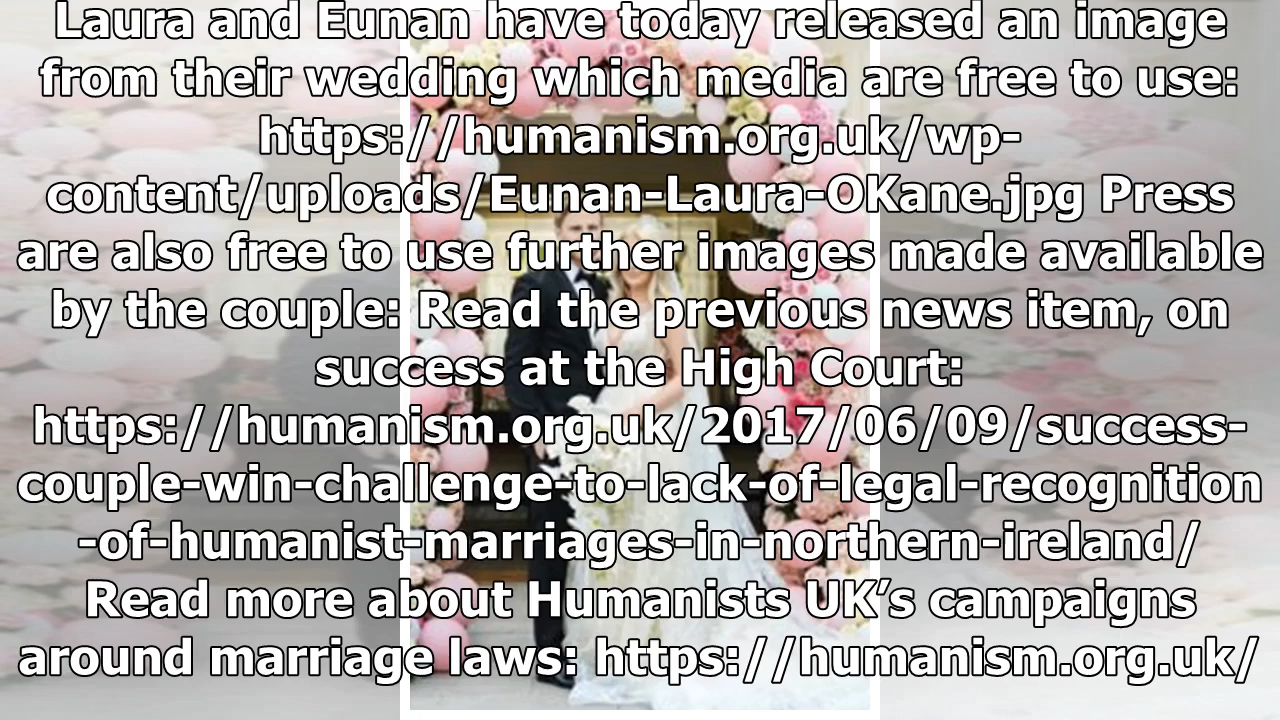 Laura and Eunan have today released an image
from their wedding which media are free to use:
https://humanism.org.uk/wp-
content/uploads/Eunan-Laura-OKane.jpg Press
are also free to use further images made available
by the couple: Read the previous news item, on
success at the High Court:
https://humanism.org.uk/2017/06/09/success-
couple-win-challenge-to-lack-of-legal-recognition
-of-humanist-marriages-in-northern-ireland/
Read more about Humanists UK’s campaigns
around marriage laws: https://humanism.org.uk/